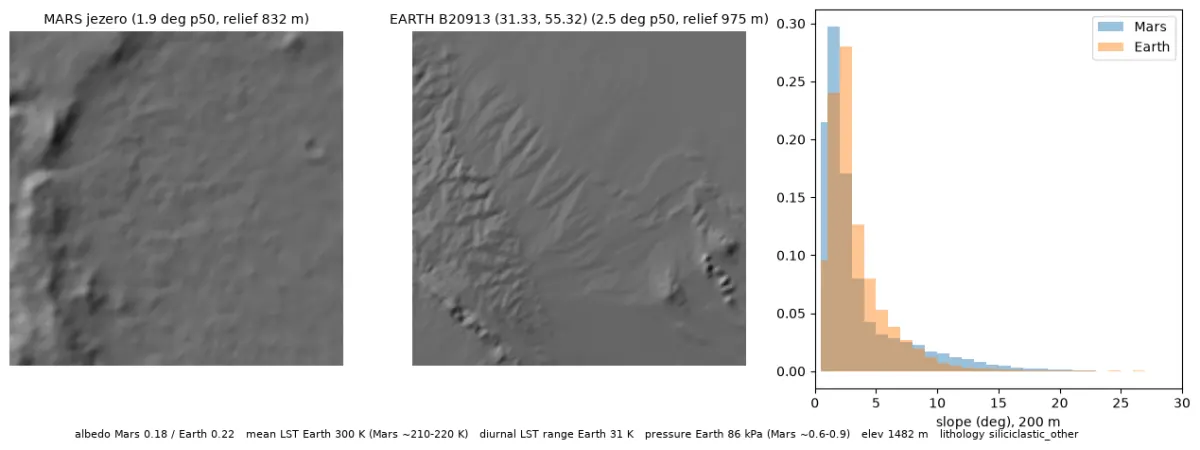 MARS jezero (1.9 deg p50, relief 832 m)
EARTH B20913 (31.33, 55.32) (2.5 deg p50, relief 975 m)
0.30
0.25
0.20
0.15
0.10
0.05
0.00
Mars
Earth
0 5 10 15 20 25 30
slope (deg), 200 m
albedo Mars 0.18 / Earth 0.22 mean LST Earth 300 K (Mars ~210-220 K) diurnal LST range Earth 31 K pressure Earth 86 kPa (Mars ~0.6-0.9) elev 1482 m lithology siliciclastic_other